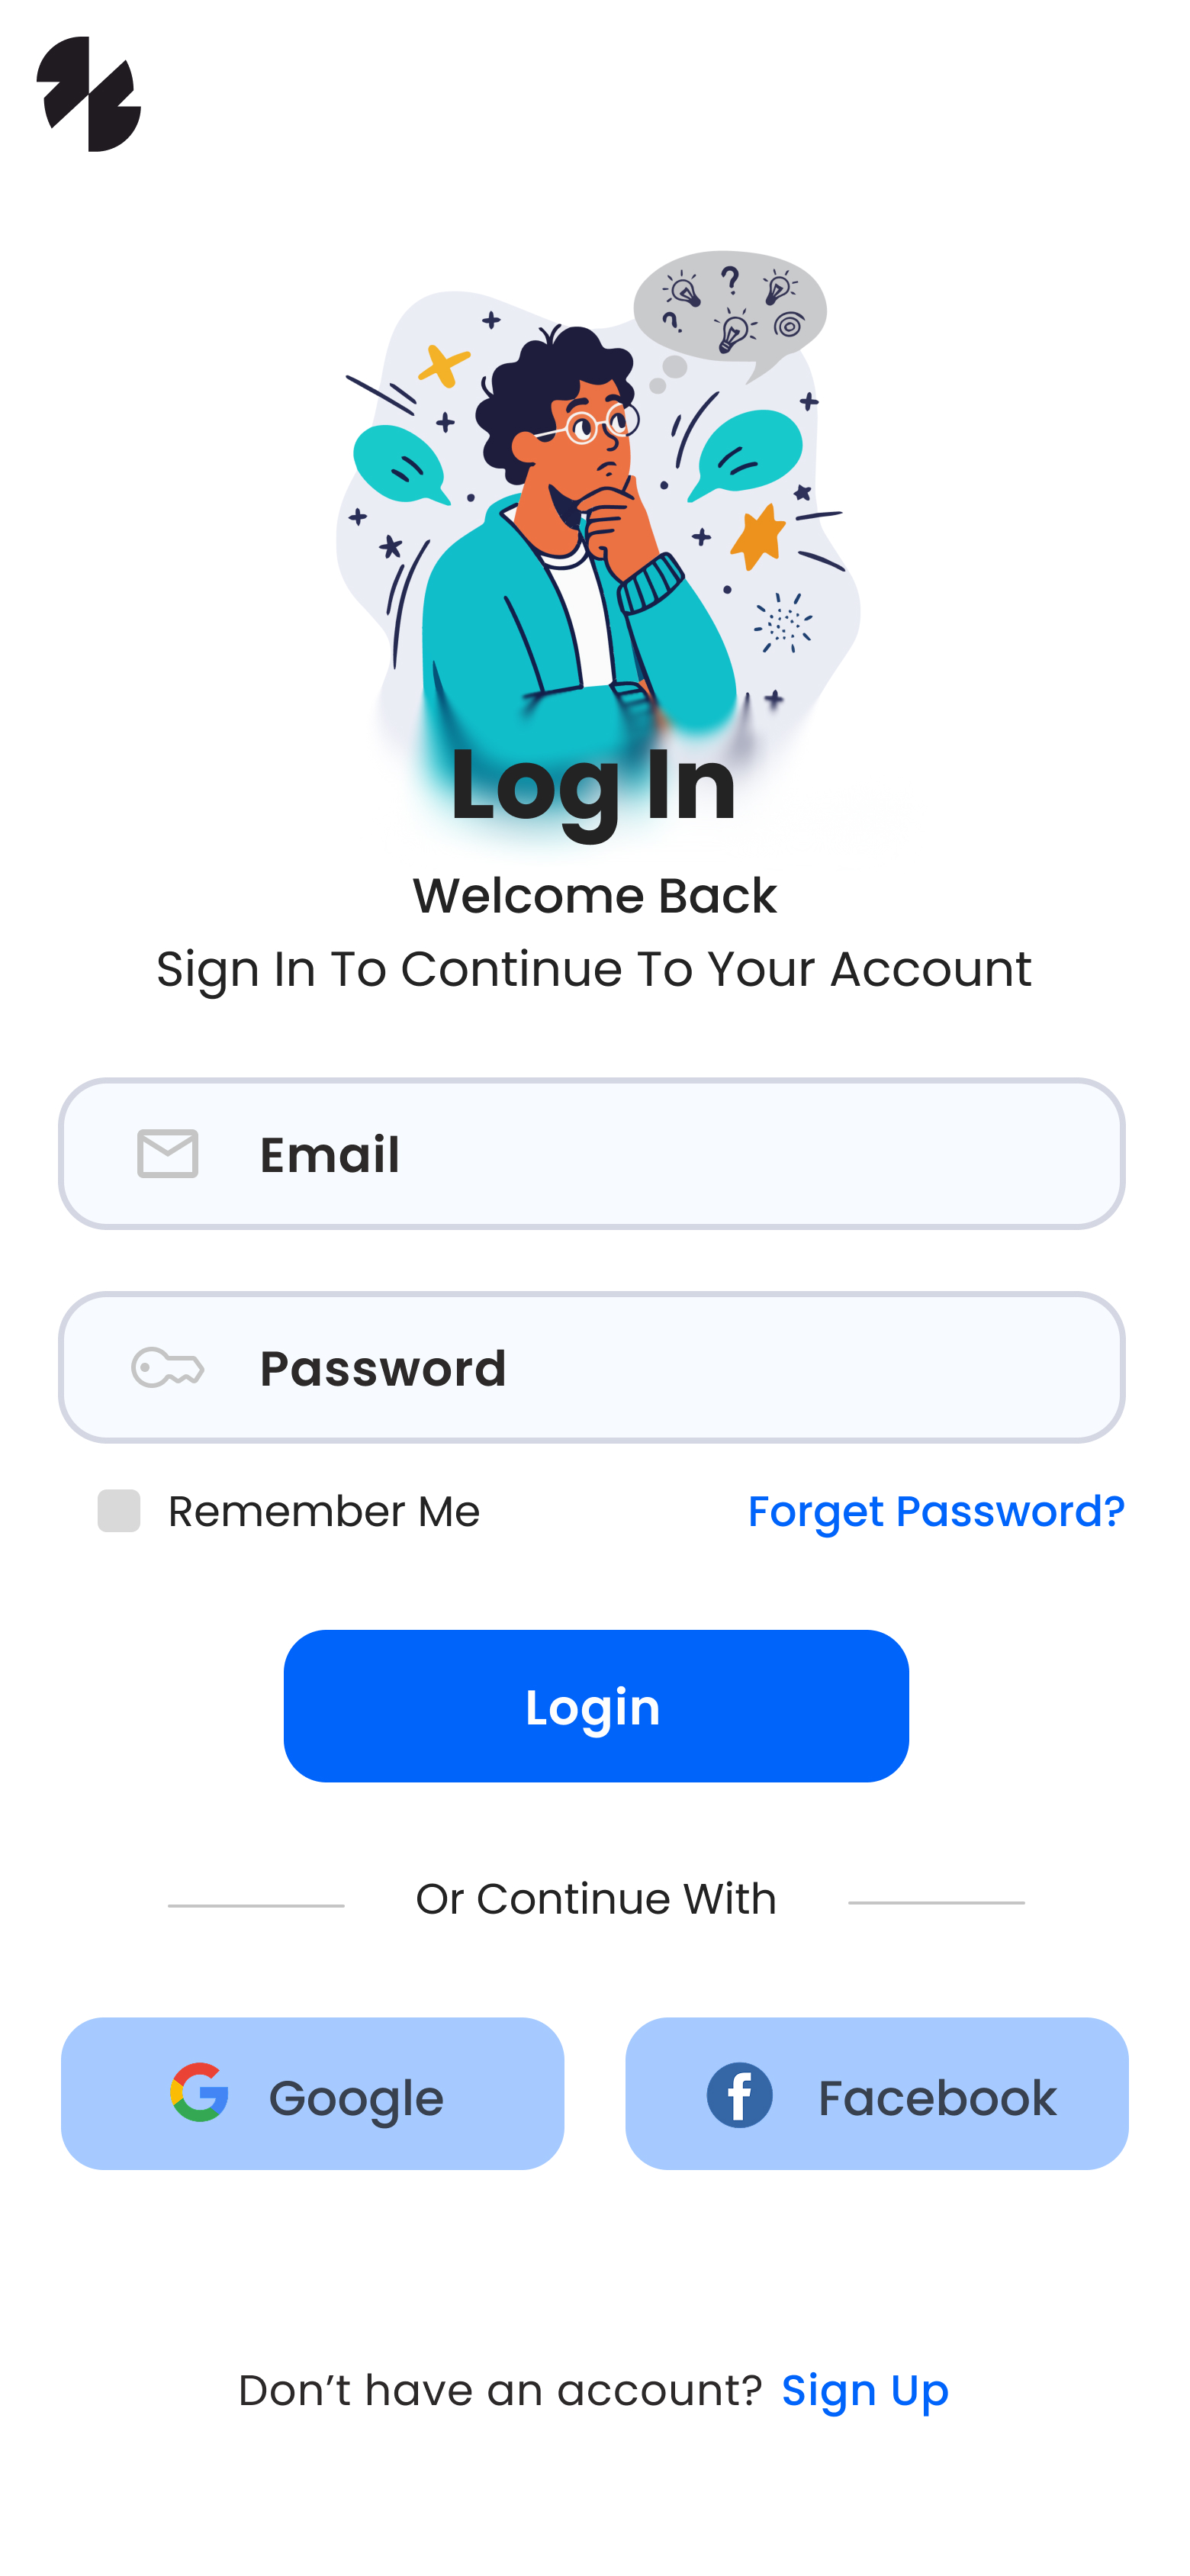 Log In
Welcome Back
Sign In To Continue To Your Account
Email
Password
Remember Me
Forget Password?
Login
Or Continue With
Google
Facebook
Don’t have an account? Sign Up